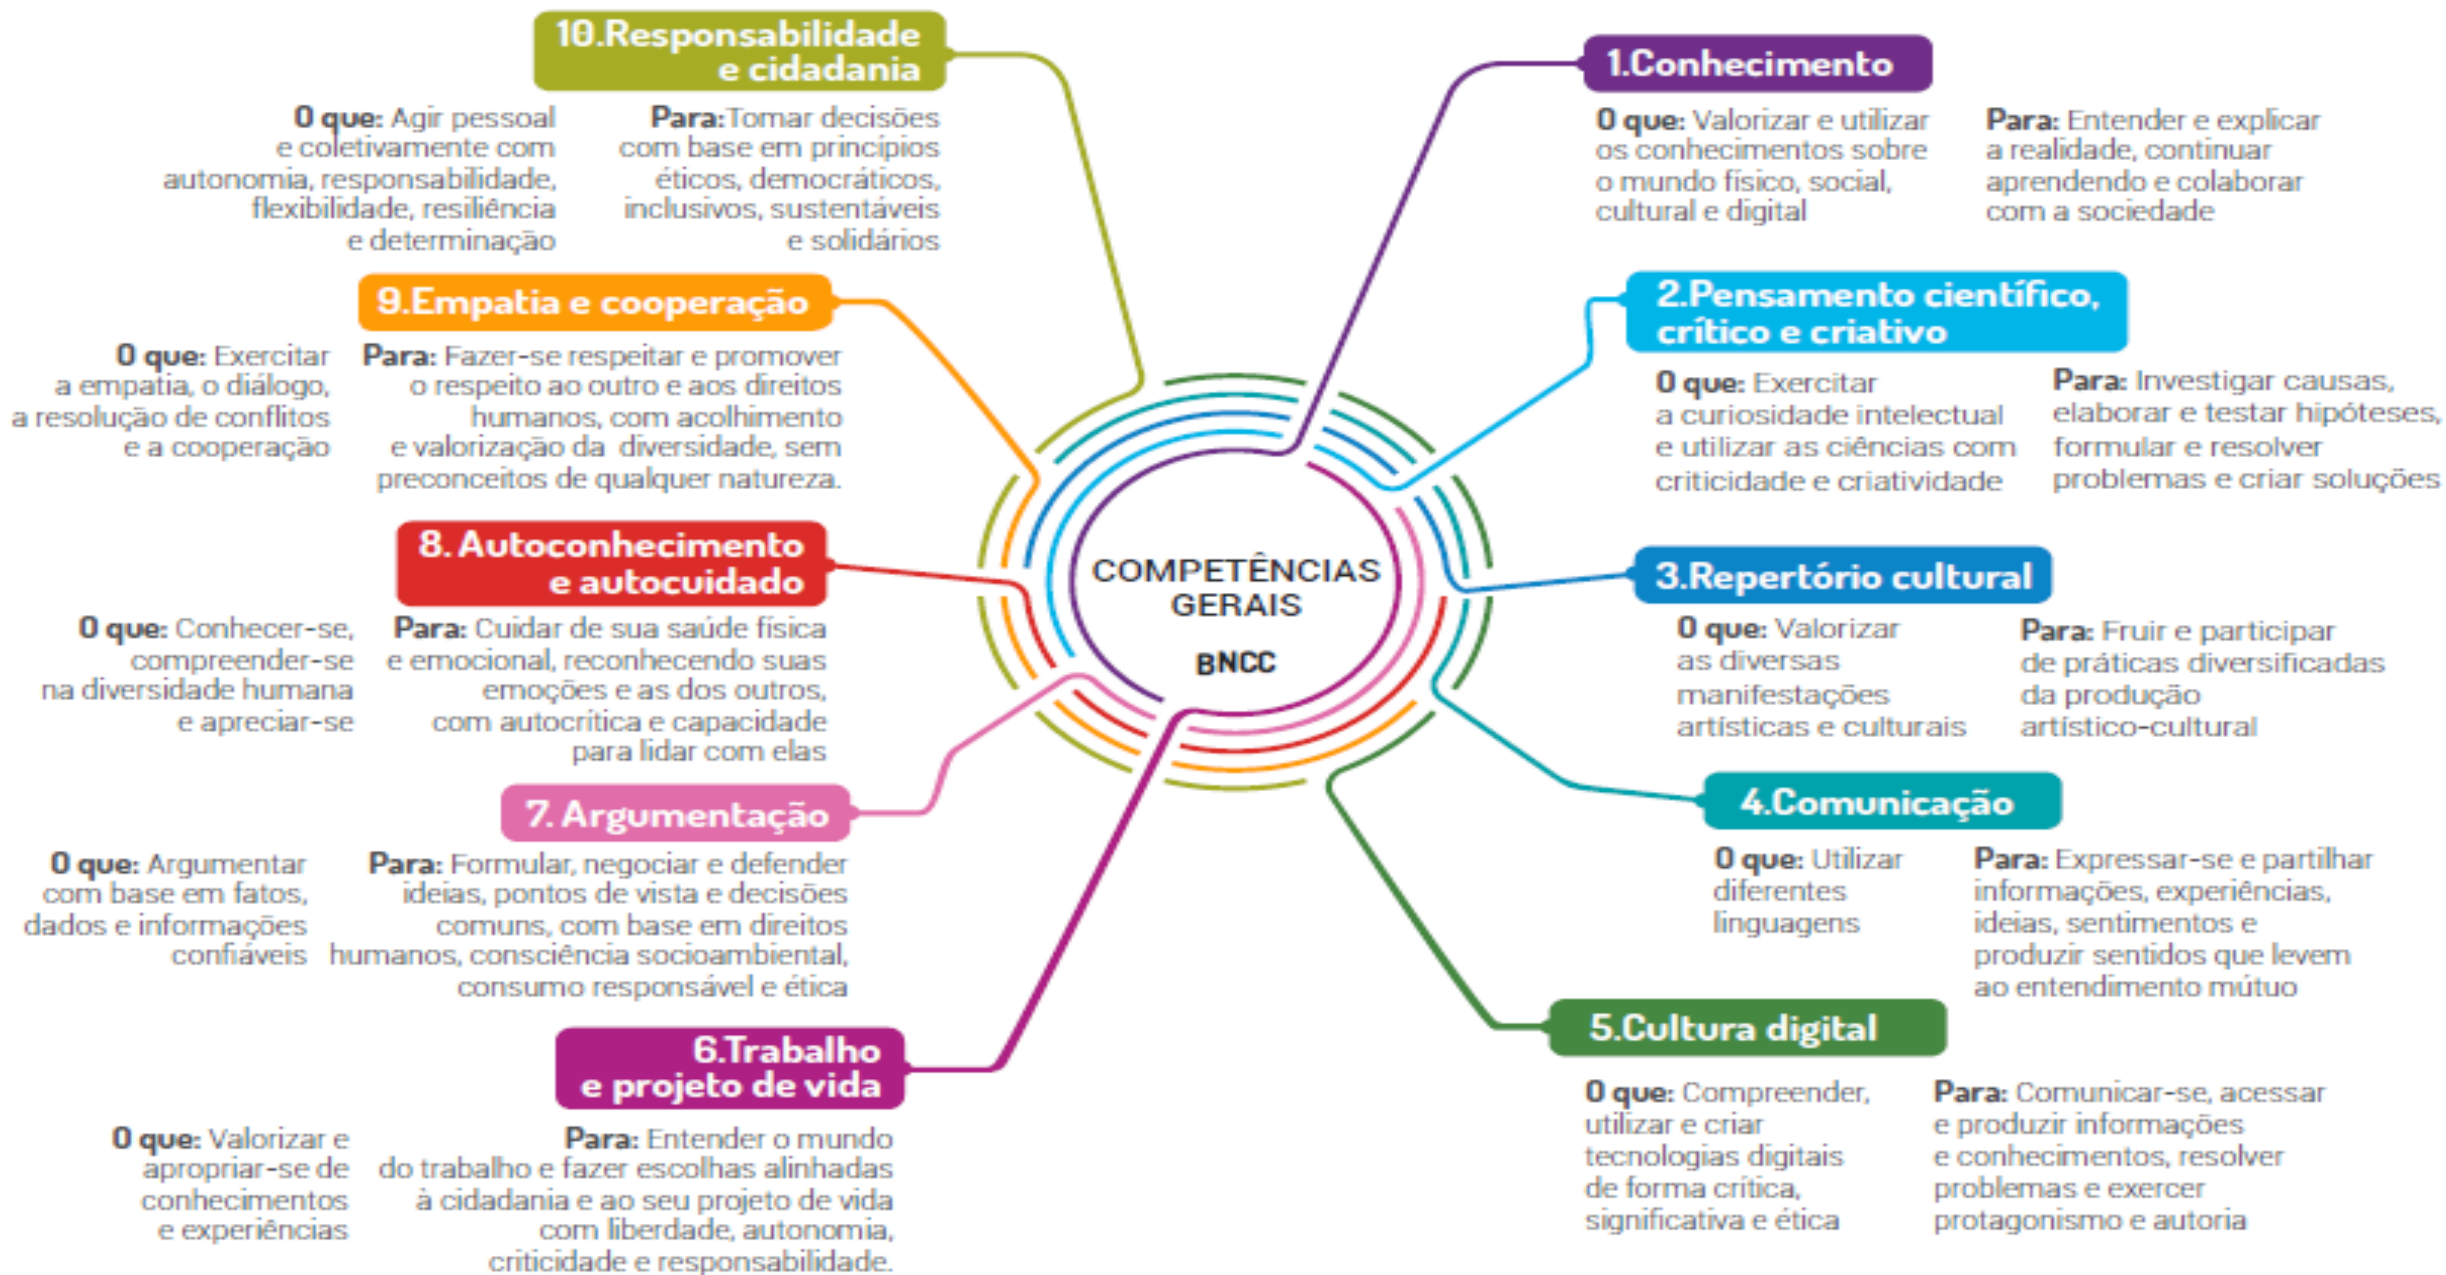 COMPETÊNCIAS
GERAIS
BNCC
1.Conhecimento
O que: Valorizar e utilizar
os conhecimentos sobre
o mundo físico, social,
cultural e digital
Para: Entender e explicar
a realidade, continuar
aprendendo e colaborar
com a sociedade
2.Pensamento científico,
crítico e criativo
O que: Exercitar
a curiosidade intelectual
e utilizar as ciências com
criticidade e criatividade
Para: Investigar causas,
elaborar e testar hipóteses,
formular e resolver
problemas e criar soluções
3.Repertório cultural
O que: Valorizar
as diversas
manifestações
artísticas e culturais
Para: Fruir e participar
de práticas diversificadas
da produção
artístico-cultural
4.Comunicação
O que: Utilizar
diferentes
linguagens
Para: Expressar-se e partilhar
informações, experiências,
ideias, sentimentos e
produzir sentidos que levem
ao entendimento mútuo
5.Cultura digital
O que: Compreender,
utilizar e criar
tecnologias digitais
de forma crítica,
significativa e ética
Para: Comunicar-se, acessar
e produzir informações
e conhecimentos, resolver
problemas e exercer
protagonismo e autoria
6.Trabalho
e projeto de vida
O que: Valorizar e
apropriar-se de
conhecimentos
e experiências
Para: Entender o mundo
do trabalho e fazer escolhas alinhadas
à cidadania e ao seu projeto de vida
com liberdade, autonomia,
criticidade e responsabilidade.
7. Argumentação
O que: Argumentar
com base em fatos,
dados e informações
confiáveis
Para: Formular, negociar e defender
ideias, pontos de vista e decisões
comuns, com base em direitos
humanos, consciência socioambiental,
consumo responsável e ética
8. Autoconhecimento
e autocuidado
O que: Conhecer-se,
compreender-se
na diversidade humana
e apreciar-se
Para: Cuidar de sua saúde física
e emocional, reconhecendo suas
emoções e as dos outros,
com autocrítica e capacidade
para lidar com elas
9.Empatia e cooperação
O que: Exercitar
a empatia, o diálogo,
a resolução de conflitos
e a cooperação
Para: Fazer-se respeitar e promover
o respeito ao outro e aos direitos
humanos, com acolhimento
e valorização da diversidade, sem
preconceitos de qualquer natureza.
10.Responsabilidade
e cidadania
O que: Agir pessoal
e coletivamente com
autonomia, responsabilidade,
flexibilidade, resiliência
e determinação
Para:Tomar decisões
com base em princípios
éticos, democráticos,
inclusivos, sustentáveis
e solidários